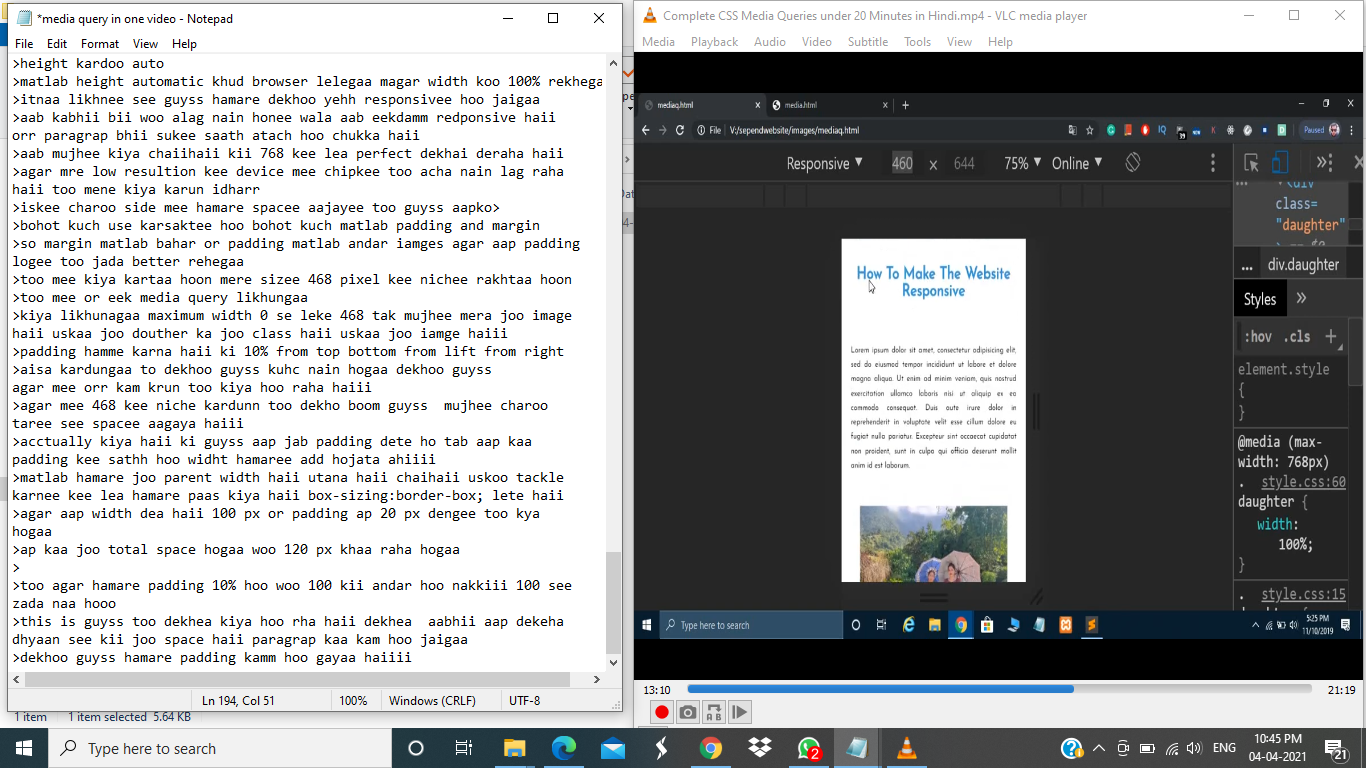 *media query in one video - Notepad
File Edit Format View Help
>height kardoo auto
>matlab height automatic khud browser lelegaa magar width koo 100% rekhega
>itnaa likhnee see guyss hamare dekhoo yehh responsivee hoo jaigaa
>aab kabhii bii woo alag nain honee wala aab eekdamm redponsive haii
orr paragrap bhii sukee saath atach hoo chukka haii
>aab mujhee kiya chaiihaii kii 768 kee lea perfect dekhai deraha haii
>agar mre low resultion kee device mee chipkee too acha nain lag raha
haii too mene kiya karun idharr
>iskee charoo side mee hamare spacee aajayee too guyss aapko>
>bohot kuch use karsaktee hoo bohot kuch matlab padding and margin
>so margin matlab bahar or padding matlab andar iamges agar aap padding
logee too jada better rehegaa
>too mee kiya kartaa hoon mere sizee 468 pixel kee nichee rakhtaa hoon
>too mee or eek media query likhungaa
>kiya likhunagaa maximum width 0 se leke 468 tak mujhee mera joo image
haii uskaa joo douther ka joo class haii uskaa joo iamge haiii
>padding hamme karna haii ki 10% from top bottom from lift from right
>aisa kardungaa to dekhoo guyss kuhc nain hogaa dekhoo guyss
agar mee orr kam krun too kiya hoo raha haiii
>agar mee 468 kee niche kardunn too dekho boom guyss  mujhee charoo
taree see spacee aagaya haiii
>acctually kiya haii ki guyss aap jab padding dete ho tab aap kaa
padding kee sathh hoo widht hamaree add hojata ahiiii
>matlab hamare joo parent width haii utana haii chaihaii uskoo tackle
karnee kee lea hamare paas kiya haii box-sizing:border-box; lete haii
>agar aap width dea haii 100 px or padding ap 20 px dengee too kya
hogaa
>ap kaa joo total space hogaa woo 120 px khaa raha hogaa
>
>too agar hamare padding 10% hoo woo 100 kii andar hoo nakkiii 100 see
zada naa hooo
>this is guyss too dekhea kiya hoo rha haii dekhea  aabhii aap dekeha
dhyaan see kii joo space haii paragrap kaa kam hoo jaigaa
>dekhoo guyss hamare padding kamm hoo gayaa haiiii
Ln 194, Col 51 100% Windows (CRLF) UTF-8
1 item 1 item selected 5.64 KB
Complete CSS Media Queries under 20 Minutes in Hindi.mp4 - VLC media player
Media Playback Audio Video Subtitle Tools View Help
mediaq.html media.html
File V:/sependwebsite/images/mediaq.html Paused
Responsive 460 x 644 75% Online
How To Make The Website
Responsive
Lorem ipsum dolor sit amet, consectetur adipisicing elit,
sed do eiusmod tempor incididunt ut labore et dolore
magna aliqua. Ut enim ad minim veniam, quis nostrud
exercitation ullamco laboris nisi ut aliquip ex ea
commodo consequat. Duis aute irure dolor in
reprehenderit in voluptate velit esse cillum dolore eu
fugiat nulla pariatur. Excepteur sint occaecat cupidatat
non proident, sunt in culpa qui officia deserunt mollit
anim id est laborum.
<div
class=
"daughter"
... div.daughter
Styles
:hov .cls +
element.style
{
}
@media (max-
width: 768px)
. style.css:60
daughter {
width:
100%;
}
. style.css:15
Type here to search
5:25 PM
11/10/2019
13:10 21:19
Type here to search
2
ENG
10:45 PM
04-04-2021
21